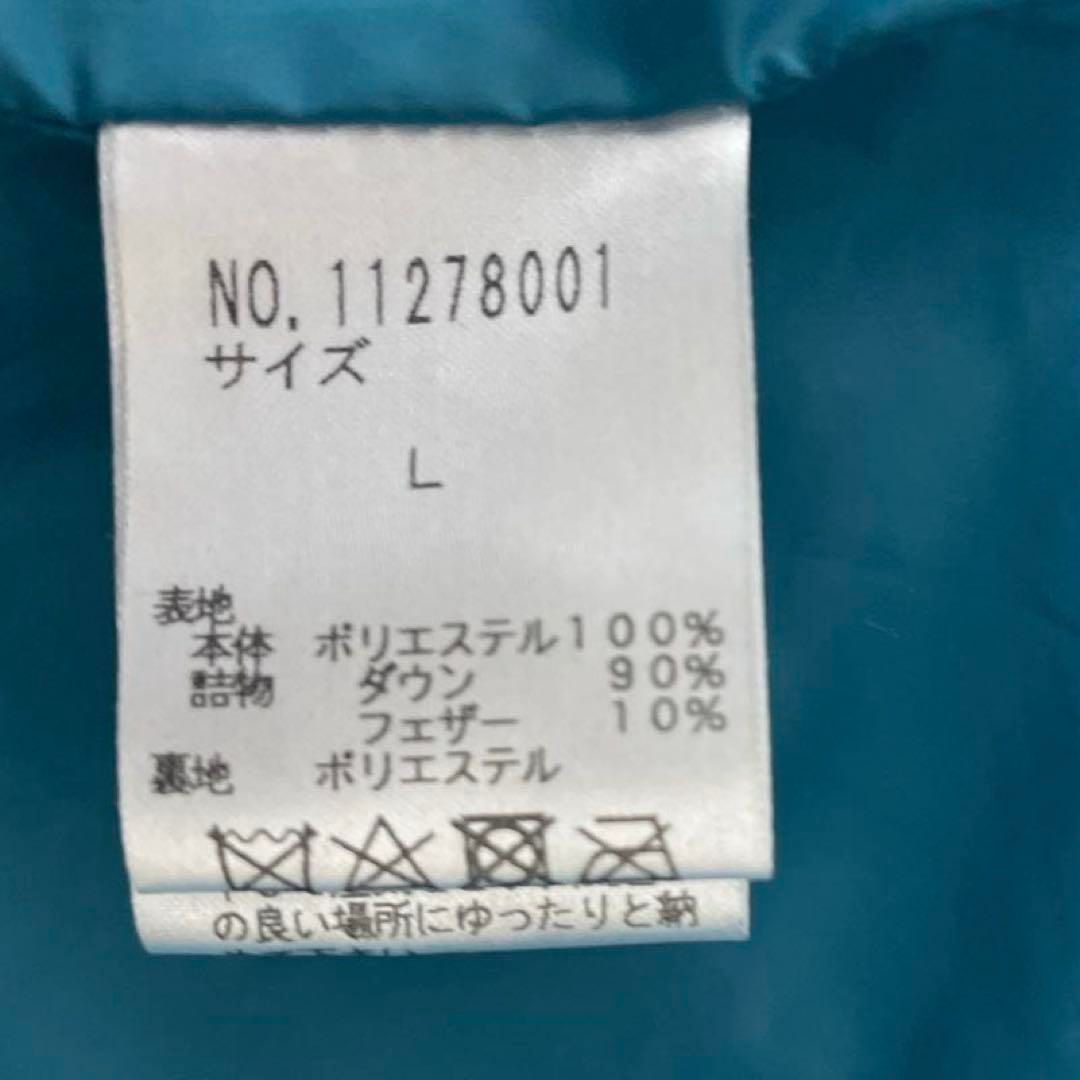 NO.11278001
サイズ
L
表地
本体 ポリエステル100%
詰物 ダウン 90%
フェザー 10%
裏地 ポリエステル
の良い場所にゆったりと納